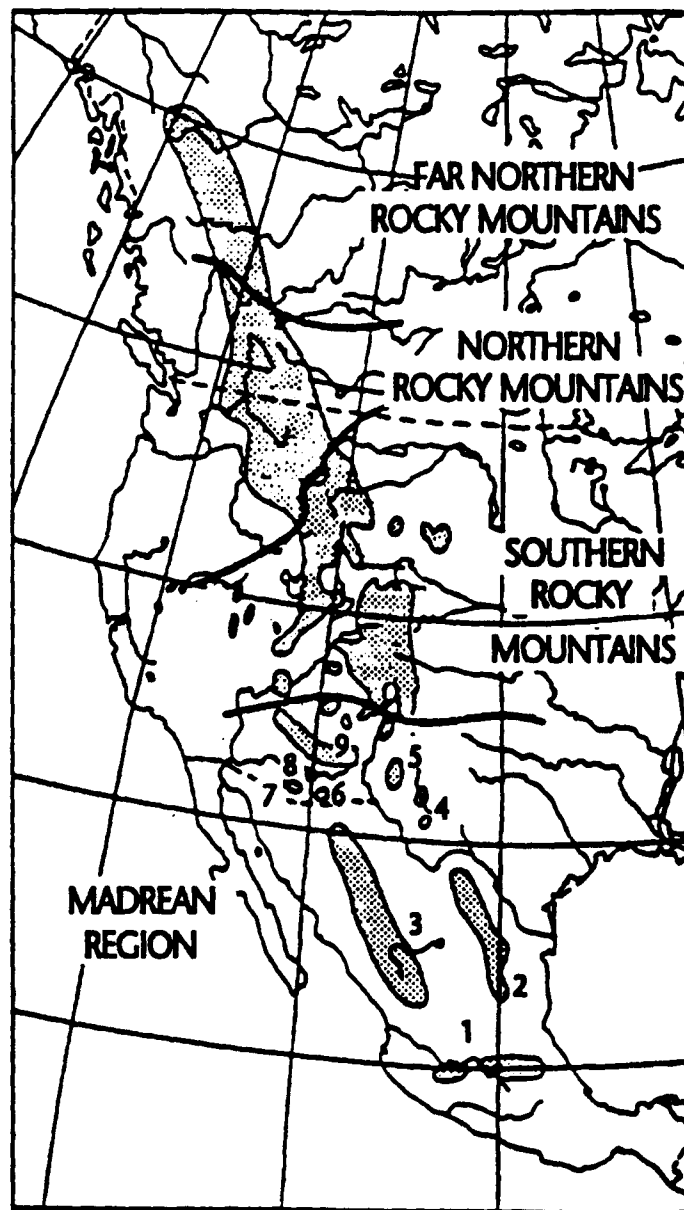 FAR NORTHERN
ROCKY MOUNTAINS
NORTHERN
ROCKY MOUNTAINS
SOUTHERN
ROCKY
MOUNTAINS
9
8
5
7
6
4
MADREAN
REGION
3
2
1